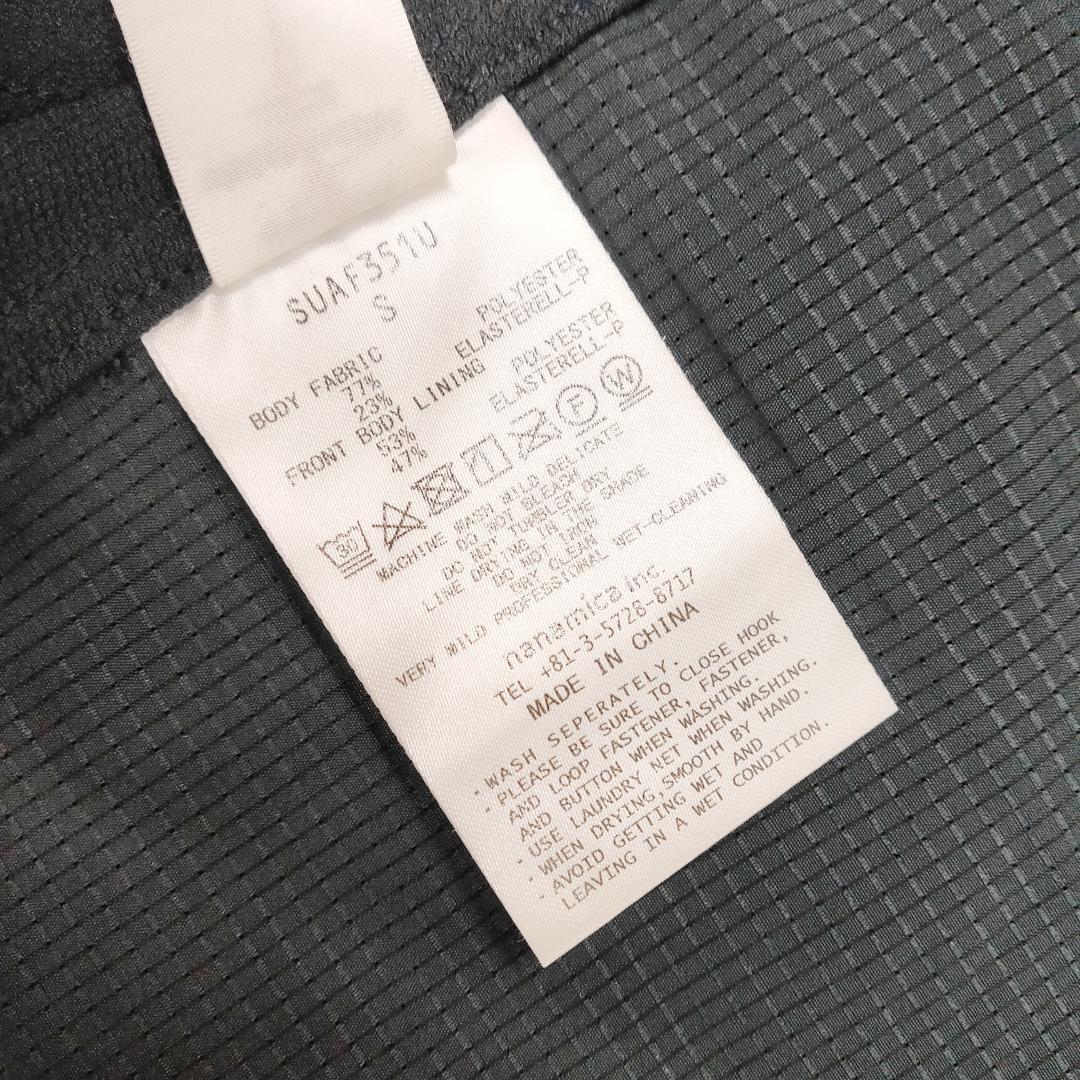 SUAF351U
S
BODY FABRIC
77% POLYESTER
23% ELASTERELL-P
FRONT BODY LINING
53% POLYESTER
47% ELASTERELL-P
30 F W
MACHINE WASH MILD DELICATE
DO NOT BLEACH
DO NOT TUMBLER DRY
LINE DRYING IN THE SHADE
DO NOT IRON
DRY CLEAN
VERY MILD PROFESSIONAL WET-CLEANING
nanamica inc.
TEL +81-3-5728-8717
MADE IN CHINA
· WASH SEPERATELY.
· PLEASE BE SURE TO CLOSE HOOK
AND LOOP FASTENER, FASTENER,
AND BUTTON WHEN WASHING.
· USE LAUNDRY NET WHEN WASHING.
· WHEN DRYING, SMOOTH BY HAND.
· AVOID GETTING WET AND
LEAVING IN A WET CONDITION.